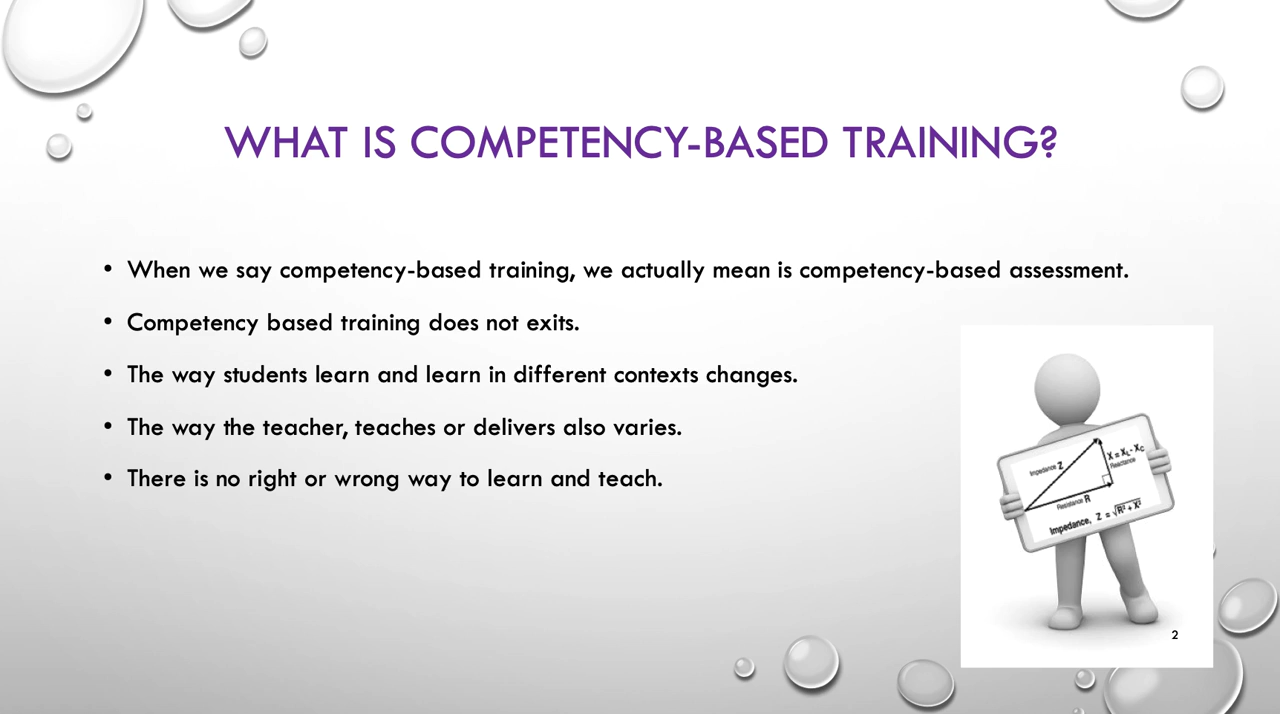 WHAT IS COMPETENCY-BASED TRAINING?
• When we say competency-based training, we actually mean is competency-based assessment.
• Competency based training does not exits.
• The way students learn and learn in different contexts changes.
• The way the teacher, teaches or delivers also varies.
• There is no right or wrong way to learn and teach.
Impedance Z
X = XL - XC
Reactance
Resistance R
Impedance, Z = √R² + X²
2